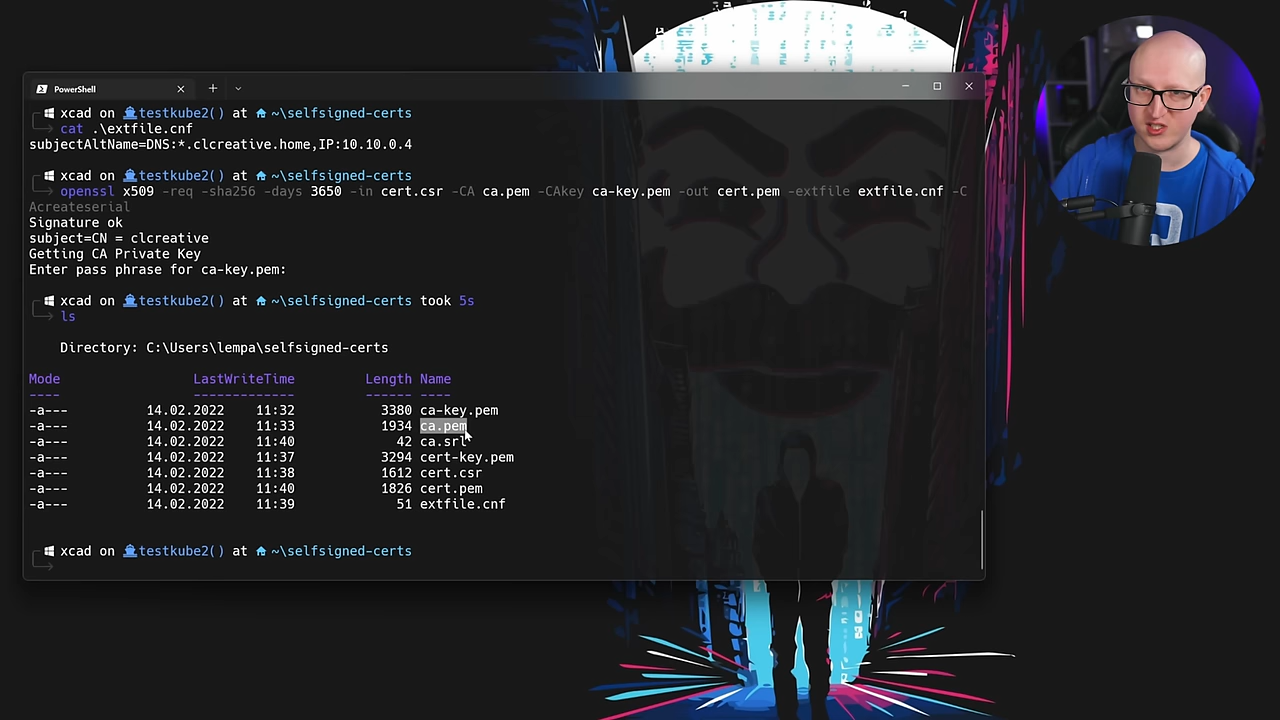 PowerShell
xcad on testkube2() at ~\selfsigned-certs
cat .\extfile.cnf
subjectAltName=DNS:*.clcreative.home,IP:10.10.0.4
xcad on testkube2() at ~\selfsigned-certs
openssl x509 -req -sha256 -days 3650 -in cert.csr -CA ca.pem -CAkey ca-key.pem -out cert.pem -extfile extfile.cnf -C
Acreateserial
Signature ok
subject=CN = clcreative
Getting CA Private Key
Enter pass phrase for ca-key.pem:
xcad on testkube2() at ~\selfsigned-certs took 5s
ls
Directory: C:\Users\lempa\selfsigned-certs
Mode LastWriteTime Length Name
---- ------------- ------ ----
-a--- 14.02.2022 11:32 3380 ca-key.pem
-a--- 14.02.2022 11:33 1934 ca.pem
-a--- 14.02.2022 11:40 42 ca.srl
-a--- 14.02.2022 11:37 3294 cert-key.pem
-a--- 14.02.2022 11:38 1612 cert.csr
-a--- 14.02.2022 11:40 1826 cert.pem
-a--- 14.02.2022 11:39 51 extfile.cnf
xcad on testkube2() at ~\selfsigned-certs